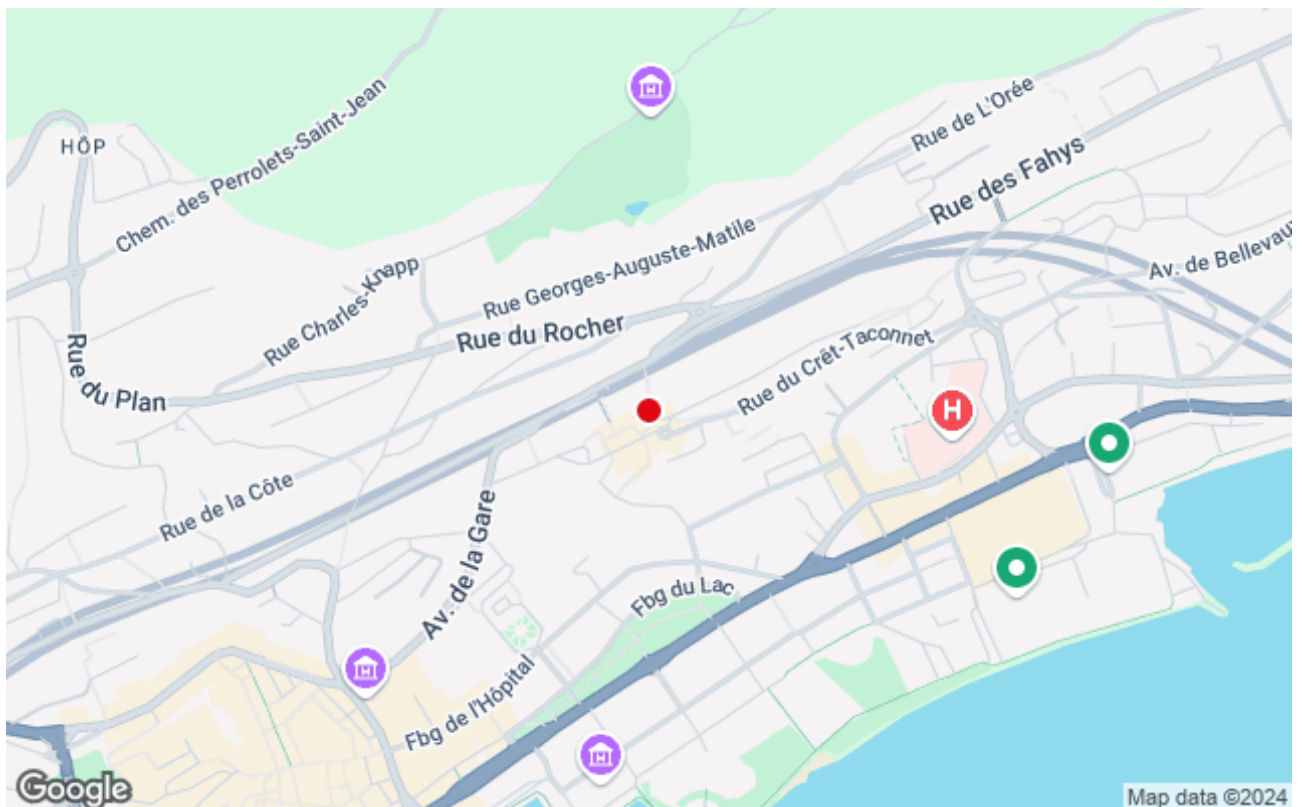 Rue de L'Orée
HÔP
Chem. des Perrolets-Saint-Jean
Rue des Fahys
Rue Georges-Auguste-Matile
Av. de Bellevaux
Rue Charles-Knapp
Rue du Rocher
Rue du Plan
Rue du Crêt-Taconnet
H
Rue de la Côte
Av. de la Gare
Fbg du Lac
Fbg de l'Hôpital
Google
Map data ©2024